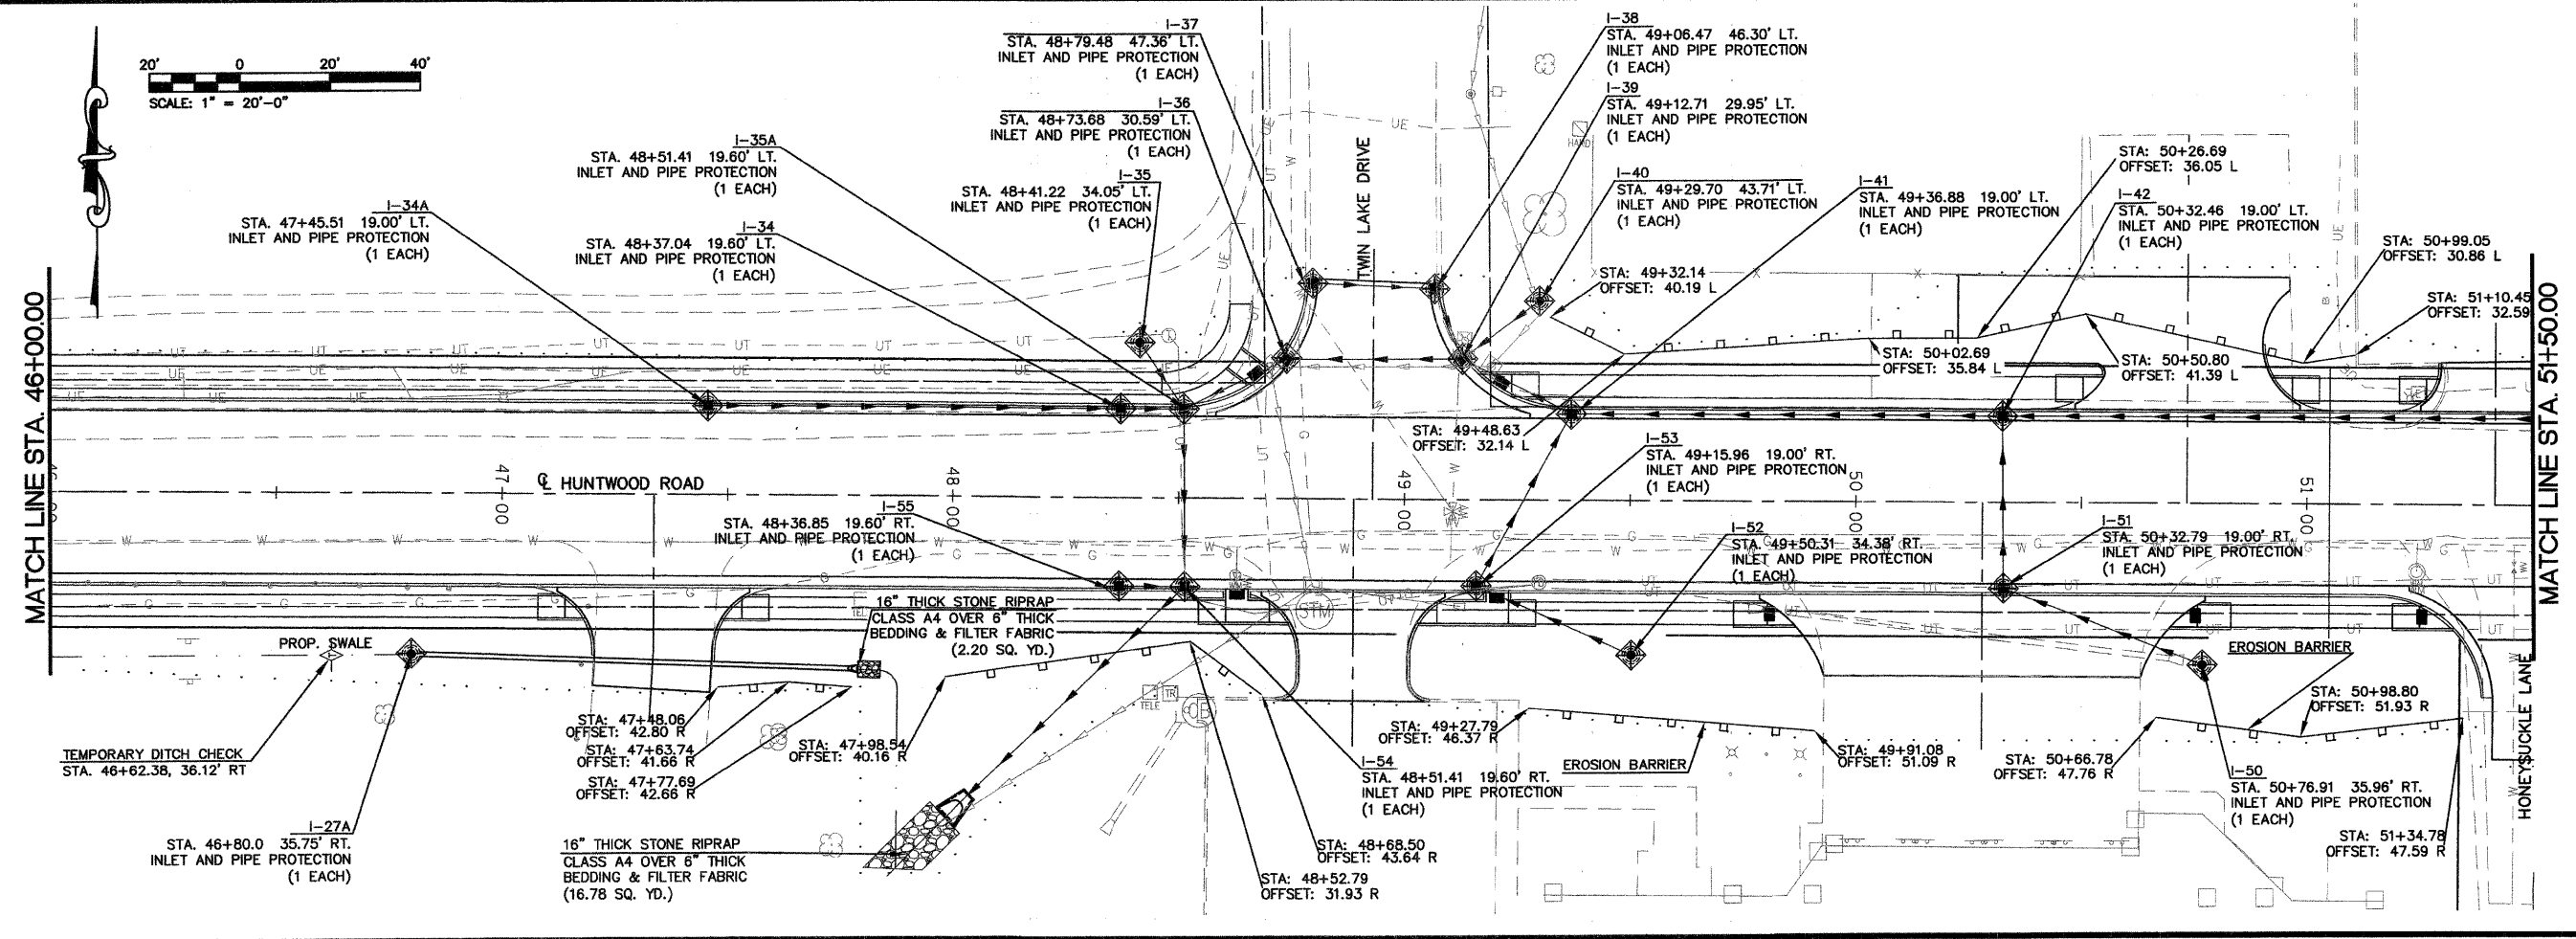 20' 0 20' 40'
SCALE: 1" = 20'-0"
I-37
STA. 48+79.48 47.36' LT.
INLET AND PIPE PROTECTION
(1 EACH)
I-36
STA. 48+73.68 30.59' LT.
INLET AND PIPE PROTECTION
(1 EACH)
I-35A
STA. 48+51.41 19.60' LT.
INLET AND PIPE PROTECTION
(1 EACH)
I-35
STA. 48+41.22 34.05' LT.
INLET AND PIPE PROTECTION
(1 EACH)
I-34A
STA. 47+45.51 19.00' LT.
INLET AND PIPE PROTECTION
(1 EACH)
I-34
STA. 48+37.04 19.60' LT.
INLET AND PIPE PROTECTION
(1 EACH)
I-38
STA. 49+06.47 46.30' LT.
INLET AND PIPE PROTECTION
(1 EACH)
I-39
STA. 49+12.71 29.95' LT.
INLET AND PIPE PROTECTION
(1 EACH)
I-40
STA. 49+29.70 43.71' LT.
INLET AND PIPE PROTECTION
(1 EACH)
I-41
STA. 49+36.88 19.00' LT.
INLET AND PIPE PROTECTION
(1 EACH)
STA: 50+26.69
OFFSET: 36.05 L
I-42
STA. 50+32.46 19.00' LT.
INLET AND PIPE PROTECTION
(1 EACH)
STA: 50+99.05
OFFSET: 30.86 L
STA: 51+10.45
OFFSET: 32.59
STA: 49+32.14
OFFSET: 40.19 L
STA: 50+02.69
OFFSET: 35.84 L
STA: 50+50.80
OFFSET: 41.39 L
STA: 49+48.63
OFFSET: 32.14 L
TWIN LAKE DRIVE
MATCH LINE STA. 46+00.00
MATCH LINE STA. 51+50.00
HUNTWOOD ROAD
47+00
48+00
49+00
50+00
51+00
I-53
STA. 49+15.96 19.00' RT.
INLET AND PIPE PROTECTION
(1 EACH)
I-55
STA. 48+36.85 19.60' RT.
INLET AND PIPE PROTECTION
(1 EACH)
I-52
STA. 49+50.31 34.38' RT.
INLET AND PIPE PROTECTION
(1 EACH)
I-51
STA. 50+32.79 19.00' RT.
INLET AND PIPE PROTECTION
(1 EACH)
16" THICK STONE RIPRAP
CLASS A4 OVER 6" THICK
BEDDING & FILTER FABRIC
(2.20 SQ. YD.)
PROP. SWALE
EROSION BARRIER
HONEYSUCKLE LANE
TEMPORARY DITCH CHECK
STA. 46+62.38, 36.12' RT
STA: 47+48.06
OFFSET: 42.80 R
STA: 47+63.74
OFFSET: 41.66 R
STA: 47+77.69
OFFSET: 42.66 R
STA: 47+98.54
OFFSET: 40.16 R
STA: 49+27.79
OFFSET: 46.37 R
EROSION BARRIER
STA: 49+91.08
OFFSET: 51.09 R
STA: 50+66.78
OFFSET: 47.76 R
STA: 50+98.80
OFFSET: 51.93 R
I-54
STA. 48+51.41 19.60' RT.
INLET AND PIPE PROTECTION
(1 EACH)
I-50
STA. 50+76.91 35.96' RT.
INLET AND PIPE PROTECTION
(1 EACH)
STA: 51+34.78
OFFSET: 47.59 R
I-27A
STA. 46+80.0 35.75' RT.
INLET AND PIPE PROTECTION
(1 EACH)
16" THICK STONE RIPRAP
CLASS A4 OVER 6" THICK
BEDDING & FILTER FABRIC
(16.78 SQ. YD.)
STA: 48+68.50
OFFSET: 43.64 R
STA: 48+52.79
OFFSET: 31.93 R
TELE
TR
STM
CB